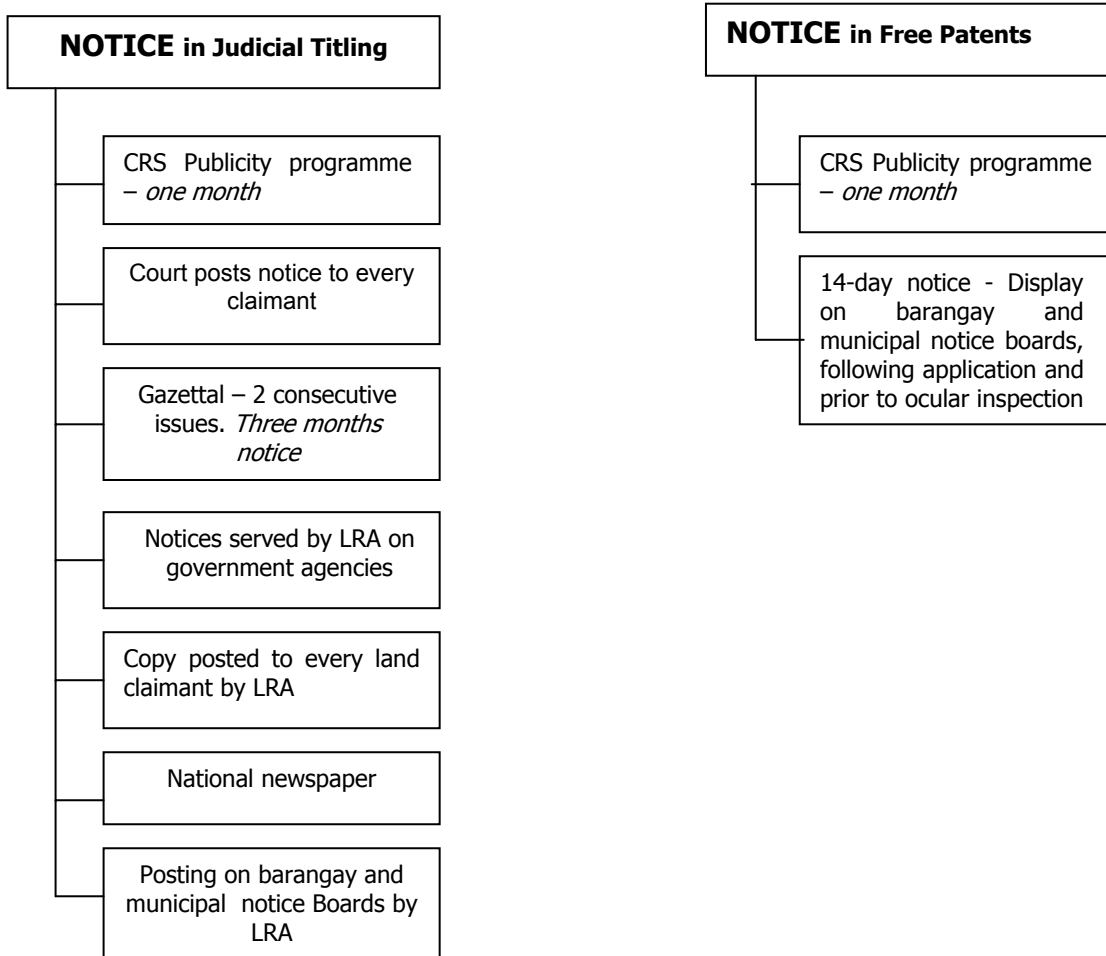 NOTICE in Judicial Titling
CRS Publicity programme
– one month
Court posts notice to every
claimant
Gazettal – 2 consecutive
issues. Three months
notice
Notices served by LRA on
government agencies
Copy posted to every land
claimant by LRA
National newspaper
Posting on barangay and
municipal notice Boards by
LRA
NOTICE in Free Patents
CRS Publicity programme
– one month
14-day notice - Display
on barangay and
municipal notice boards,
following application and
prior to ocular inspection